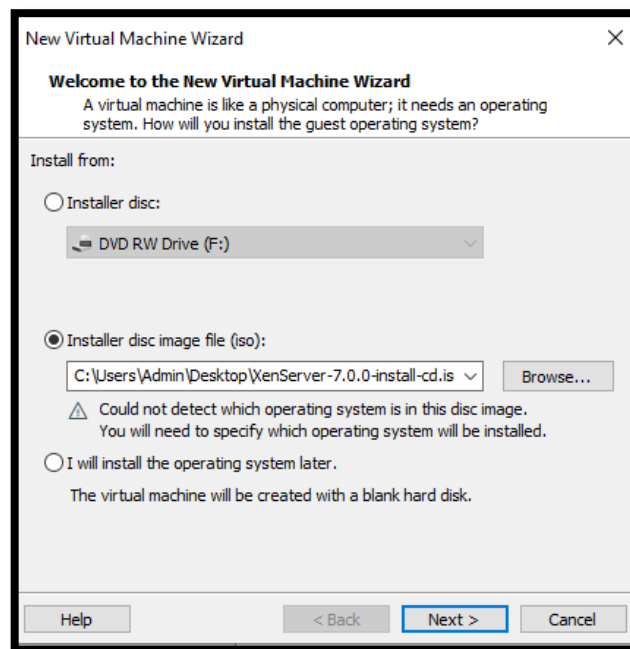 New Virtual Machine Wizard
Welcome to the New Virtual Machine Wizard
A virtual machine is like a physical computer; it needs an operating
system. How will you install the guest operating system?
Install from:
Installer disc:
DVD RW Drive (F:)
Installer disc image file (iso):
C:\Users\Admin\Desktop\XenServer-7.0.0-install-cd.is
Browse...
Could not detect which operating system is in this disc image.
You will need to specify which operating system will be installed.
I will install the operating system later.
The virtual machine will be created with a blank hard disk.
Help
< Back
Next >
Cancel